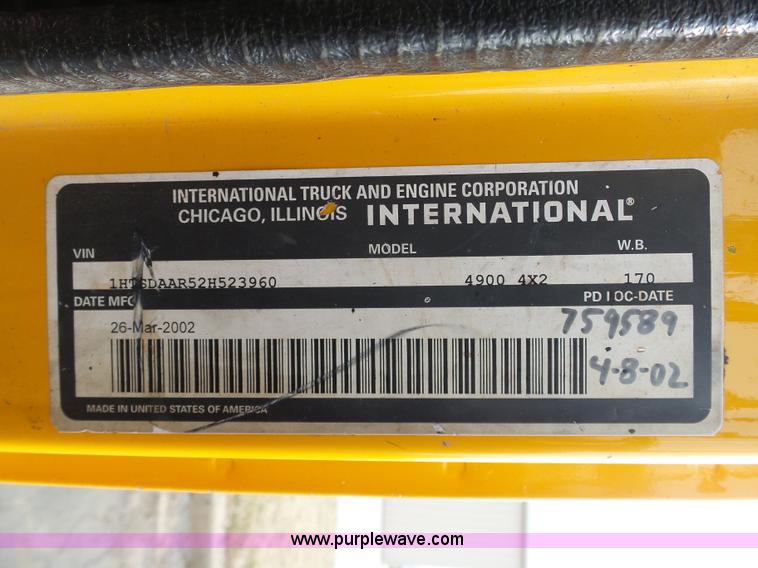 INTERNATIONAL TRUCK AND ENGINE CORPORATION
CHICAGO, ILLINOIS INTERNATIONAL®
VIN MODEL W.B.
1HTSDAAR52H523960 4900 4X2 170
DATE MFG PD LOC-DATE
26-Mar-2002 759589
4-8-02
MADE IN UNITED STATES OF AMERICA
www.purplewave.com